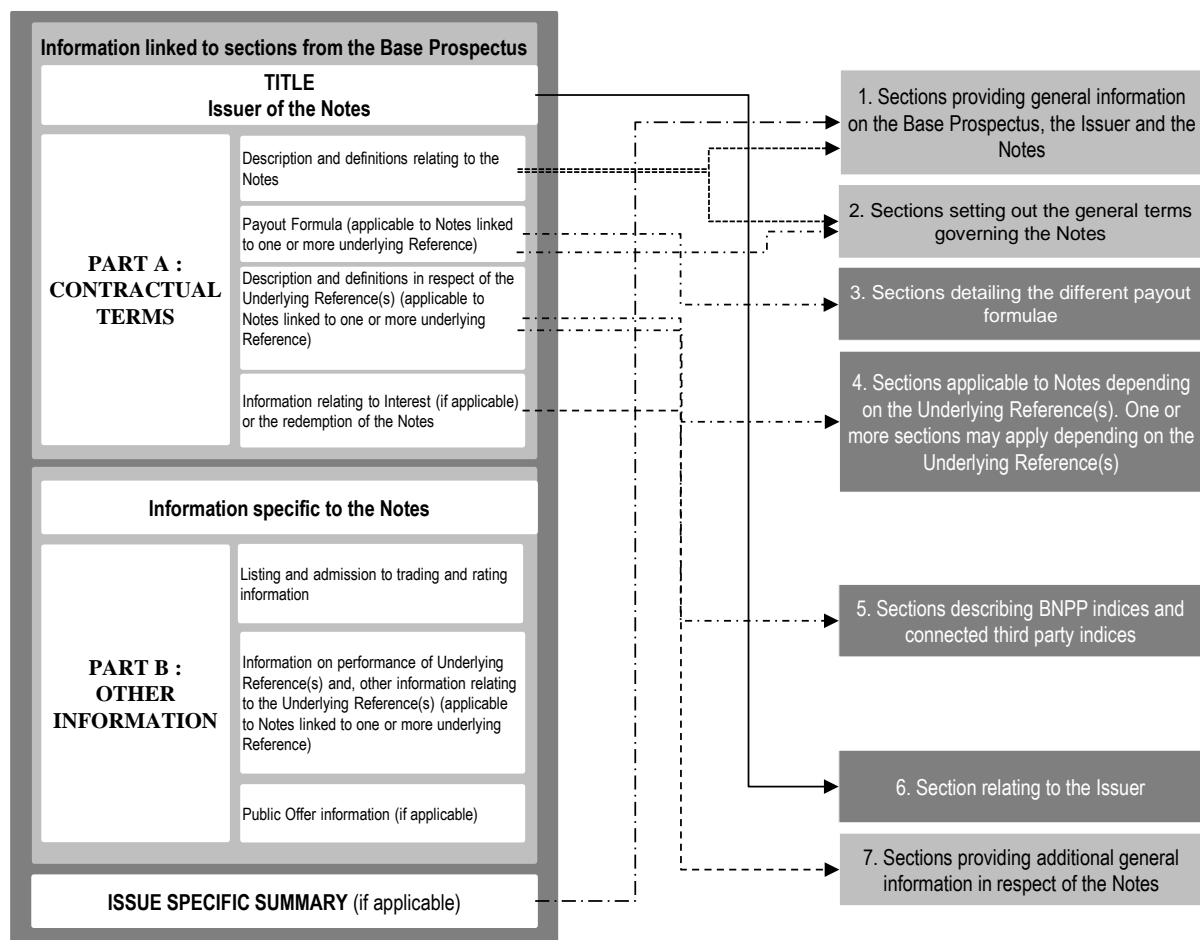 Information linked to sections from the Base Prospectus
TITLE
Issuer of the Notes
PART A :
CONTRACTUAL
TERMS
Description and definitions relating to the
Notes
Payout Formula (applicable to Notes linked
to one or more underlying Reference)
Description and definitions in respect of the
Underlying Reference(s) (applicable to
Notes linked to one or more underlying
Reference)
Information relating to Interest (if applicable)
or the redemption of the Notes
Information specific to the Notes
PART B :
OTHER
INFORMATION
Listing and admission to trading and rating
information
Information on performance of Underlying
Reference(s) and, other information relating
to the Underlying Reference(s) (applicable
to Notes linked to one or more underlying
Reference)
Public Offer information (if applicable)
ISSUE SPECIFIC SUMMARY (if applicable)
1. Sections providing general information
on the Base Prospectus, the Issuer and the
Notes
2. Sections setting out the general terms
governing the Notes
3. Sections detailing the different payout
formulae
4. Sections applicable to Notes depending
on the Underlying Reference(s). One or
more sections may apply depending on the
Underlying Reference(s)
5. Sections describing BNPP indices and
connected third party indices
6. Section relating to the Issuer
7. Sections providing additional general
information in respect of the Notes